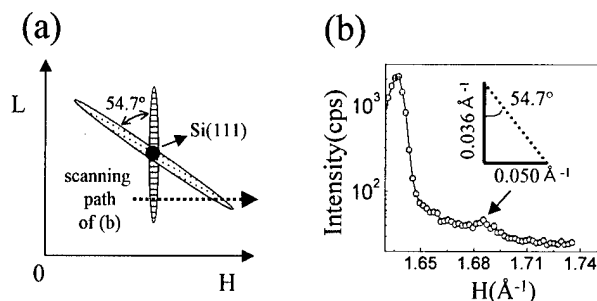 (a)
L
54.7°
Si(111)
scanning
path
of (b)
0
H
(b)
Intensity(cps)
10³
10²
0.036 Å⁻¹
54.7°
0.050 Å⁻¹
1.65
1.68
1.71
1.74
H(Å⁻¹)